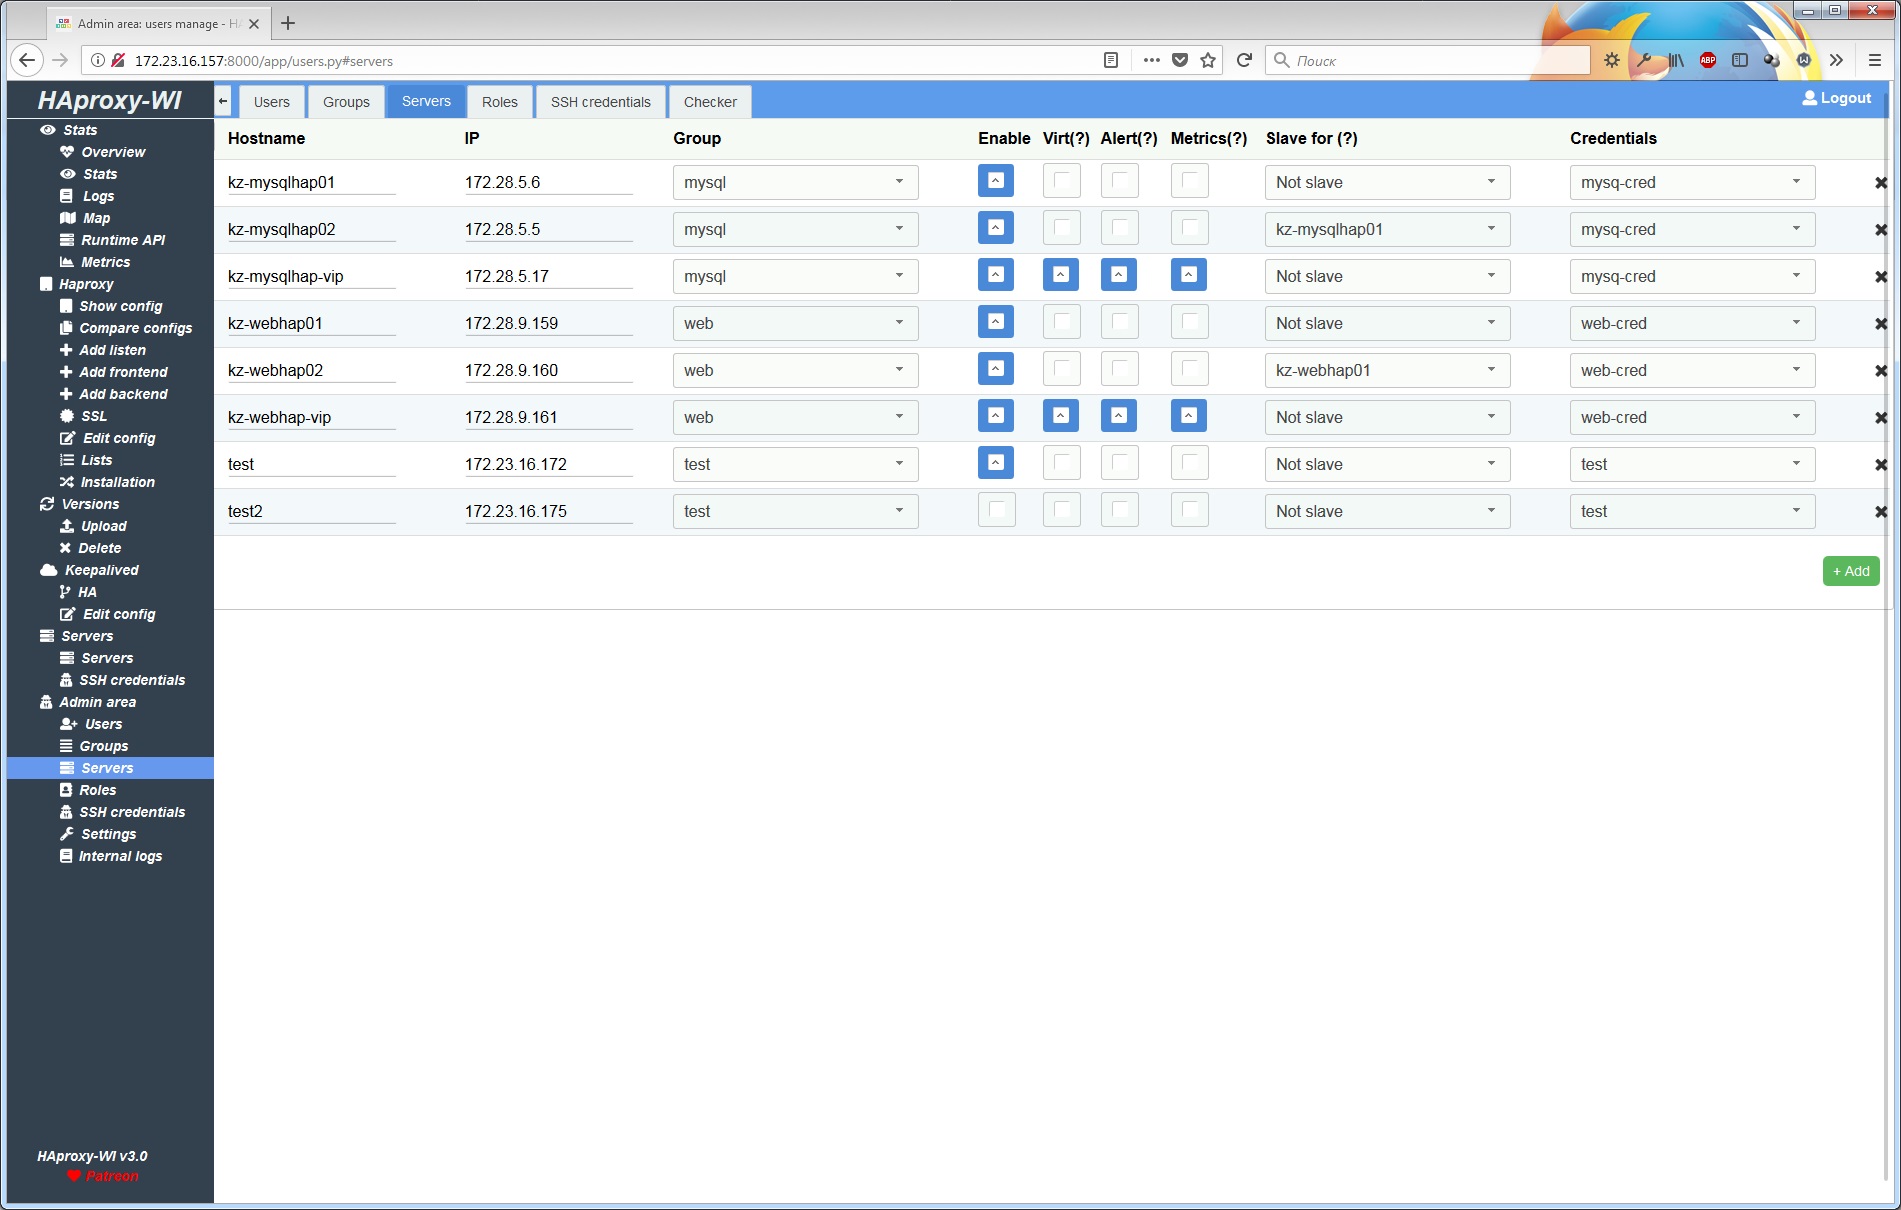 Admin area: users manage - H
172.23.16.157:8000/app/users.py#servers
Поиск
ABP
HAproxy-WI
Users
Groups
Servers
Roles
SSH credentials
Checker
Logout
Stats
Overview
Stats
Logs
Map
Runtime API
Metrics
Haproxy
Show config
Compare configs
Add listen
Add frontend
Add backend
SSL
Edit config
Lists
Installation
Versions
Upload
Delete
Keepalived
HA
Edit config
Servers
Servers
SSH credentials
Admin area
Users
Groups
Servers
Roles
SSH credentials
Settings
Internal logs
HAproxy-WI v3.0
Patreon
Hostname IP Group Enable Virt(?) Alert(?) Metrics(?) Slave for (?) Credentials
kz-mysqlhap01 172.28.5.6 mysql Not slave mysq-cred
kz-mysqlhap02 172.28.5.5 mysql kz-mysqlhap01 mysq-cred
kz-mysqlhap-vip 172.28.5.17 mysql Not slave mysq-cred
kz-webhap01 172.28.9.159 web Not slave web-cred
kz-webhap02 172.28.9.160 web kz-webhap01 web-cred
kz-webhap-vip 172.28.9.161 web Not slave web-cred
test 172.23.16.172 test Not slave test
test2 172.23.16.175 test Not slave test
+ Add